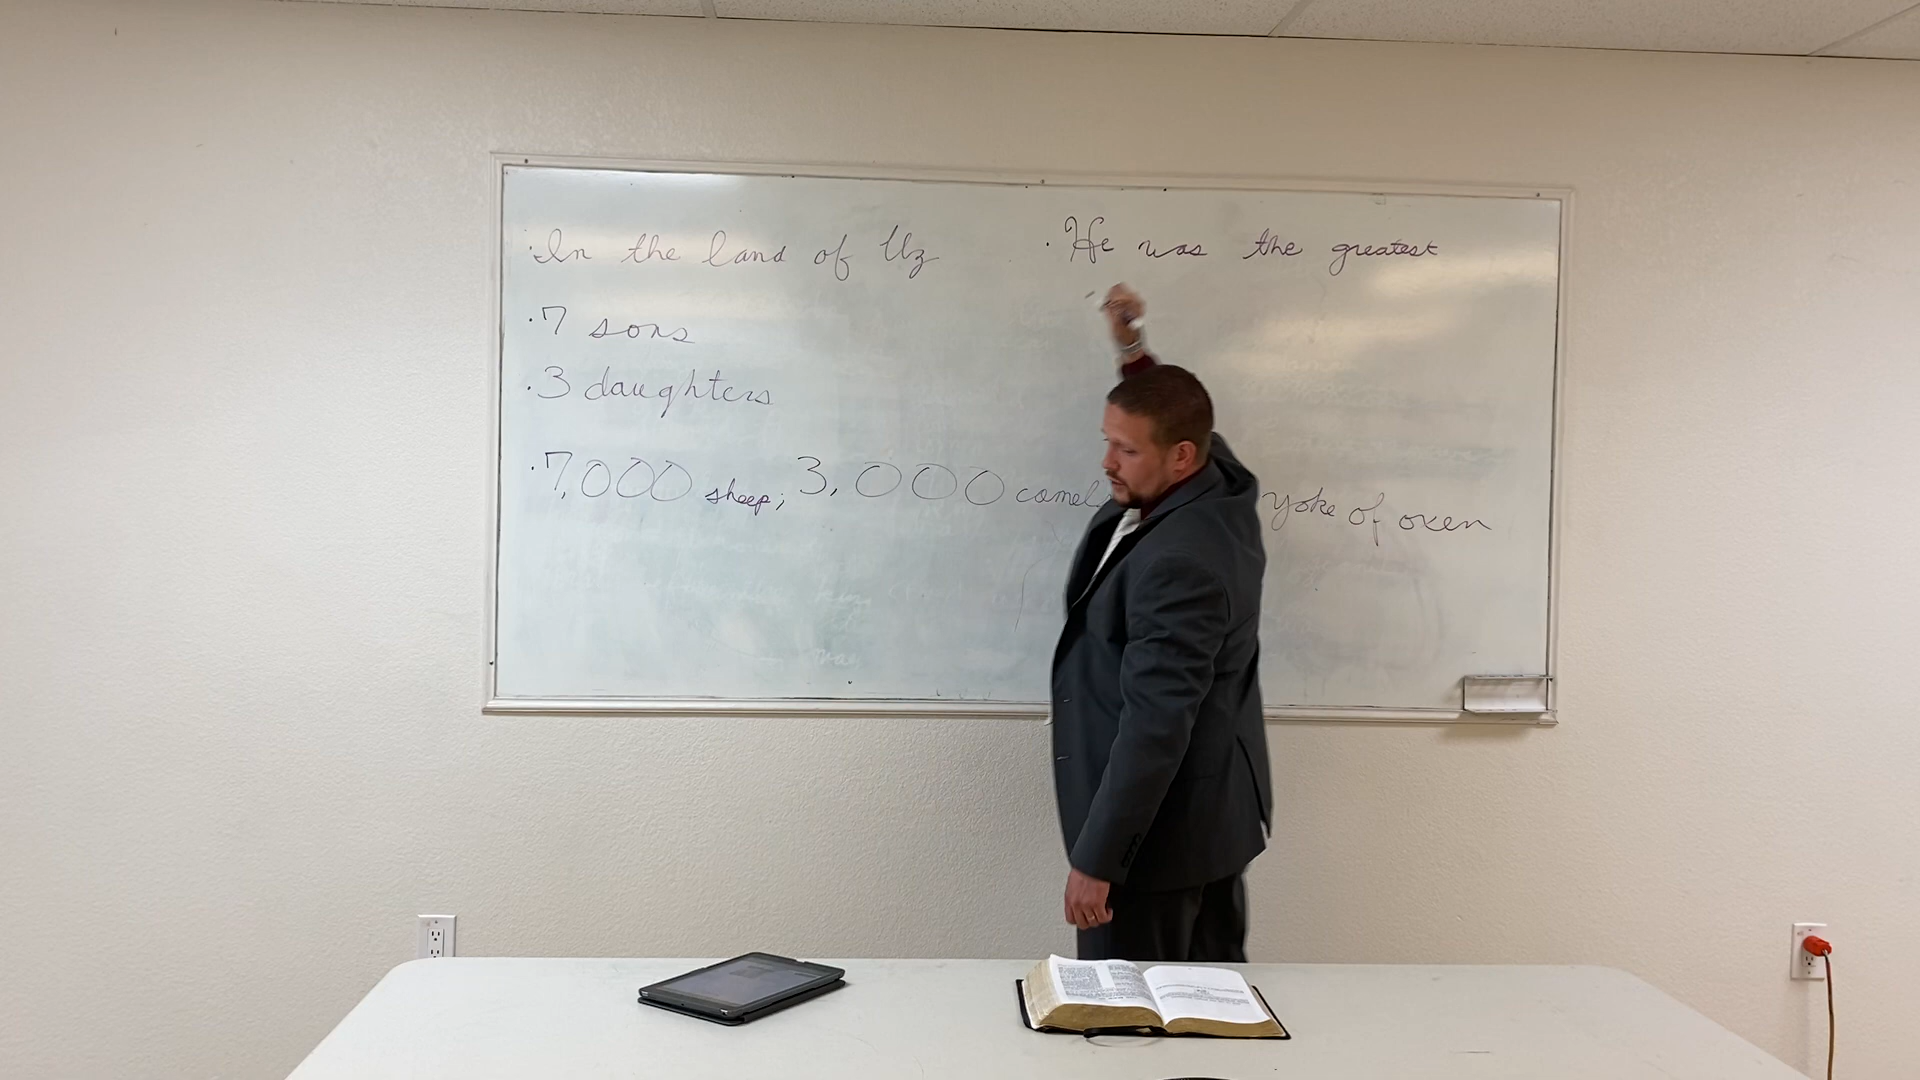 · In the land of Uz
· 7 sons
· 3 daughters
· 7,000 sheep; 3,000 camels yoke of oxen
· He was the greatest